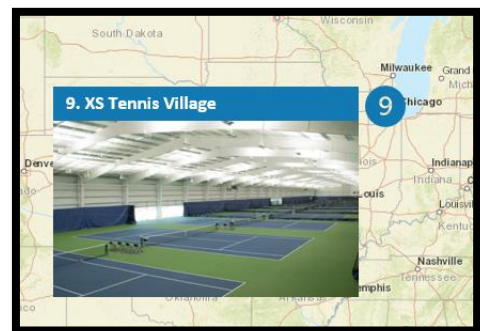 Wisconsin
South Dakota
Milwaukee
Grand
Mich
9. XS Tennis Village
9
Chicago
Denve
Indianap
Indiana
ouis
Louisvil
Kentu
Nashville
Tennessee
emphis
Oklahoma
Arkansas